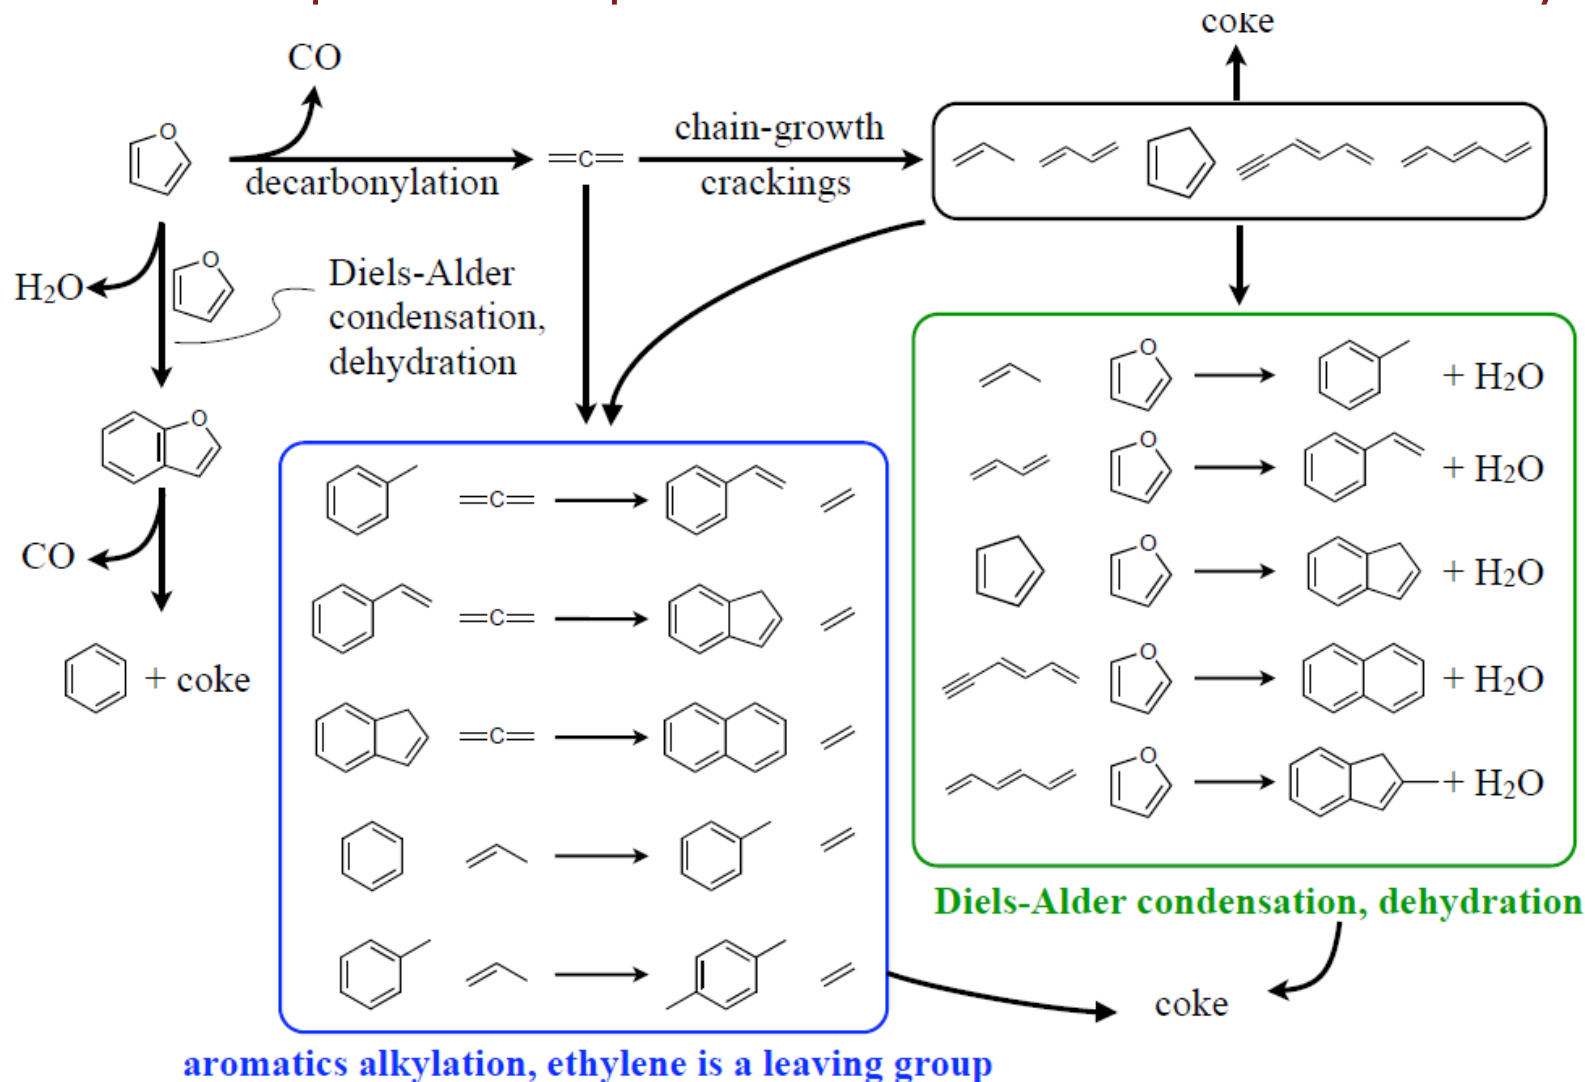 coke
CO
chain-growth
O
C
decarbonylation
crackings
H2O
O
Diels-Alder
condensation,
dehydration
O
CO
+ coke
O
+ H2O
O
+ H2O
O
+ H2O
O
+ H2O
O
+ H2O
Diels-Alder condensation, dehydration
C
C
C
coke
aromatics alkylation, ethylene is a leaving group